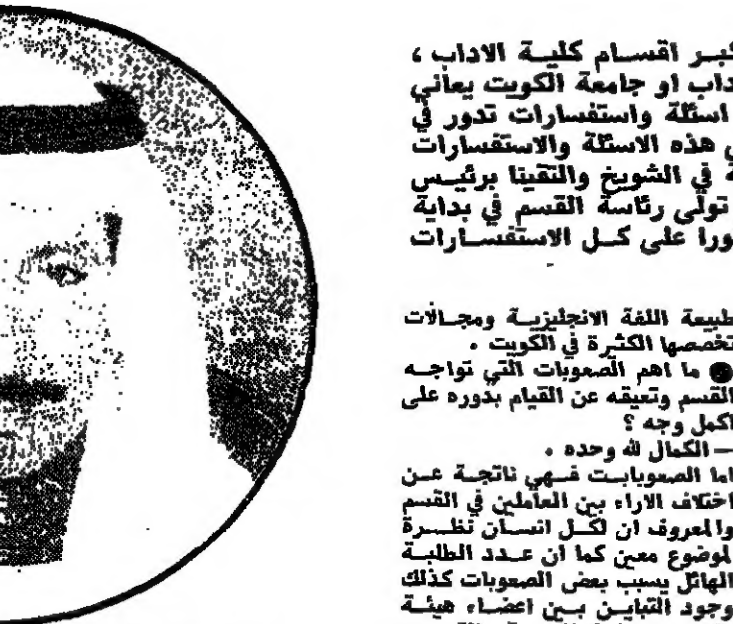 كبر اقسام كلية الاداب ،
داب او جامعة الكويت يعاني
اسئلة واستفسارات تدور في
ي هذه الاسئلة والاستفسارات
ة في الشويخ والتقينا برئيس
تولى رئاسة القسم في بداية
ورا على كل الاستفسارات
طبيعة اللغة الانجليزية ومجالات
تخصصها الكثيرة في الكويت .
● ما اهم الصعوبات التي تواجه
القسم وتعيقه عن القيام بدوره على
اكمل وجه ؟
— الكمال لله وحده .
اما الصعوبابت فهي ناتجة عن
اختلاف الاراء بين العاملين في القسم
والمعروف ان لكل انسان نظرة
لموضوع معين كما ان عدد الطلبة
الهائل يسبب بعض الصعوبات كذلك
وجود التباين بين اعضاء هيئة